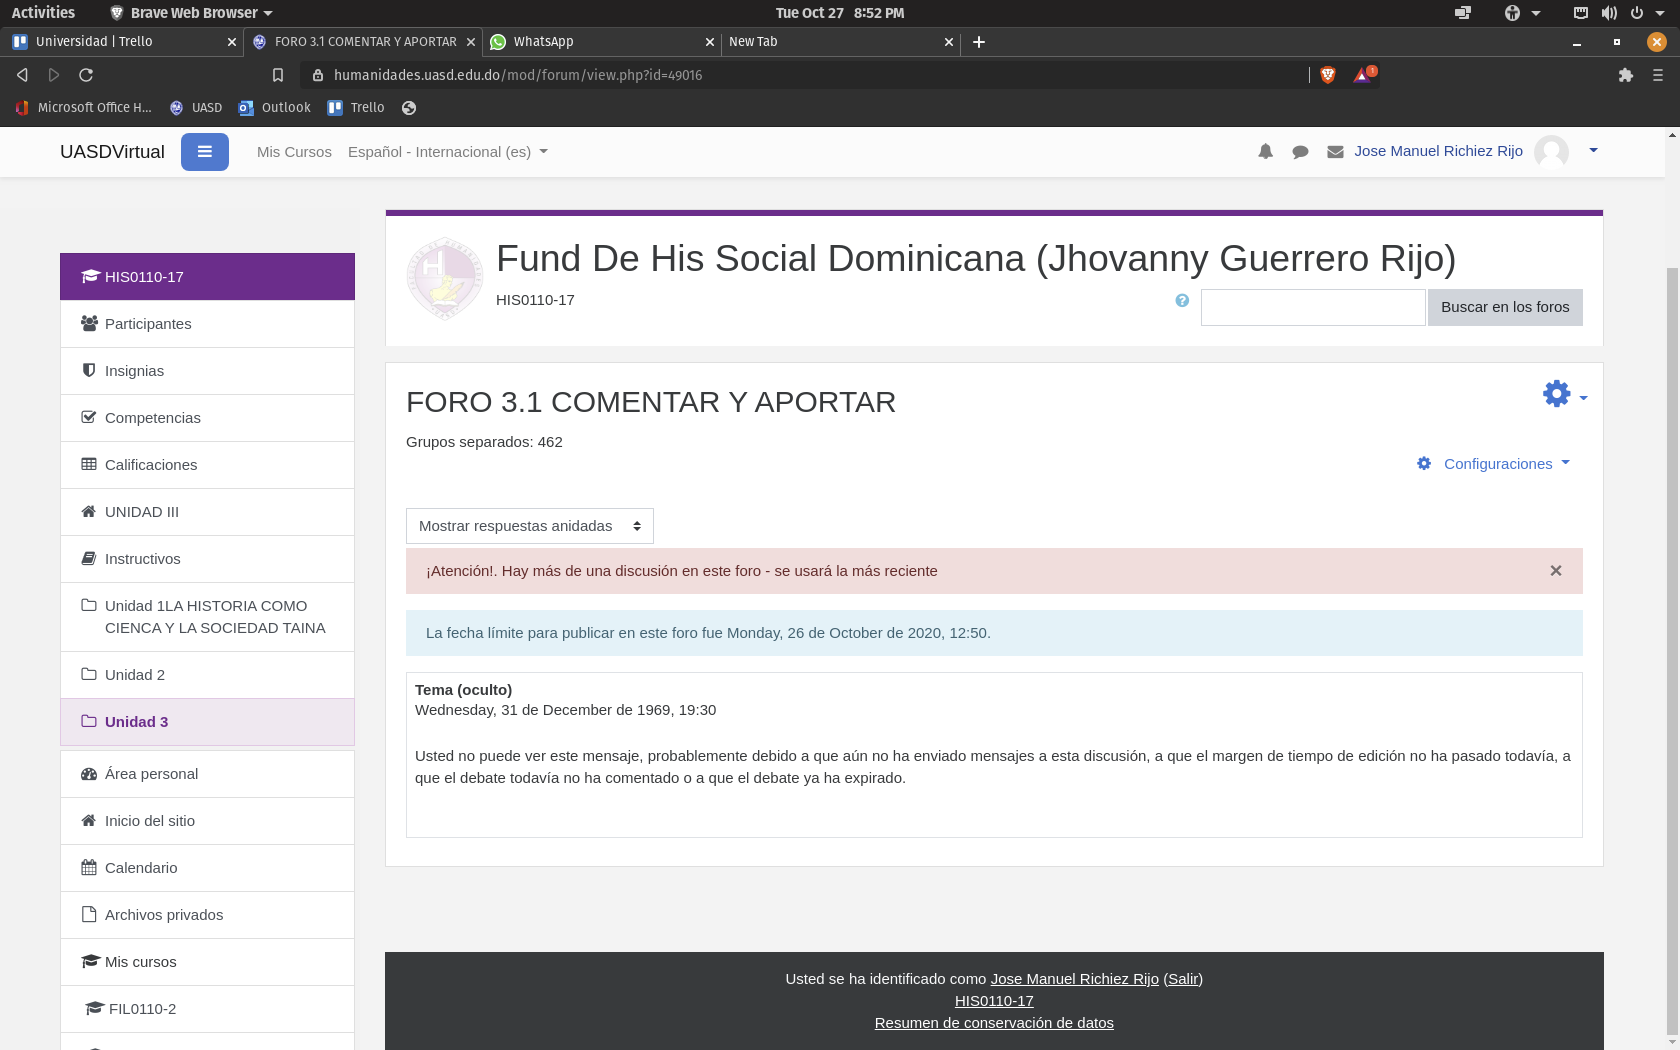 Activities
Brave Web Browser
Tue Oct 27 8:52 PM
Universidad | Trello
FORO 3.1 COMENTAR Y APORTAR
WhatsApp
New Tab
humanidades.uasd.edu.do/mod/forum/view.php?id=49016
1
Microsoft Office H...
UASD
Outlook
Trello
UASDVirtual
Mis Cursos
Español - Internacional (es)
Jose Manuel Richiez Rijo
HIS0110-17
Participantes
Insignias
Competencias
Calificaciones
UNIDAD III
Instructivos
Unidad 1LA HISTORIA COMO
CIENCA Y LA SOCIEDAD TAINA
Unidad 2
Unidad 3
Área personal
Inicio del sitio
Calendario
Archivos privados
Mis cursos
FIL0110-2
Fund De His Social Dominicana (Jhovanny Guerrero Rijo)
HIS0110-17
Buscar en los foros
FORO 3.1 COMENTAR Y APORTAR
Grupos separados: 462
Configuraciones
Mostrar respuestas anidadas
¡Atención!. Hay más de una discusión en este foro - se usará la más reciente
La fecha límite para publicar en este foro fue Monday, 26 de October de 2020, 12:50.
Tema (oculto)
Wednesday, 31 de December de 1969, 19:30
Usted no puede ver este mensaje, probablemente debido a que aún no ha enviado mensajes a esta discusión, a que el margen de tiempo de edición no ha pasado todavía, a
que el debate todavía no ha comentado o a que el debate ya ha expirado.
Usted se ha identificado como Jose Manuel Richiez Rijo (Salir)
HIS0110-17
Resumen de conservación de datos